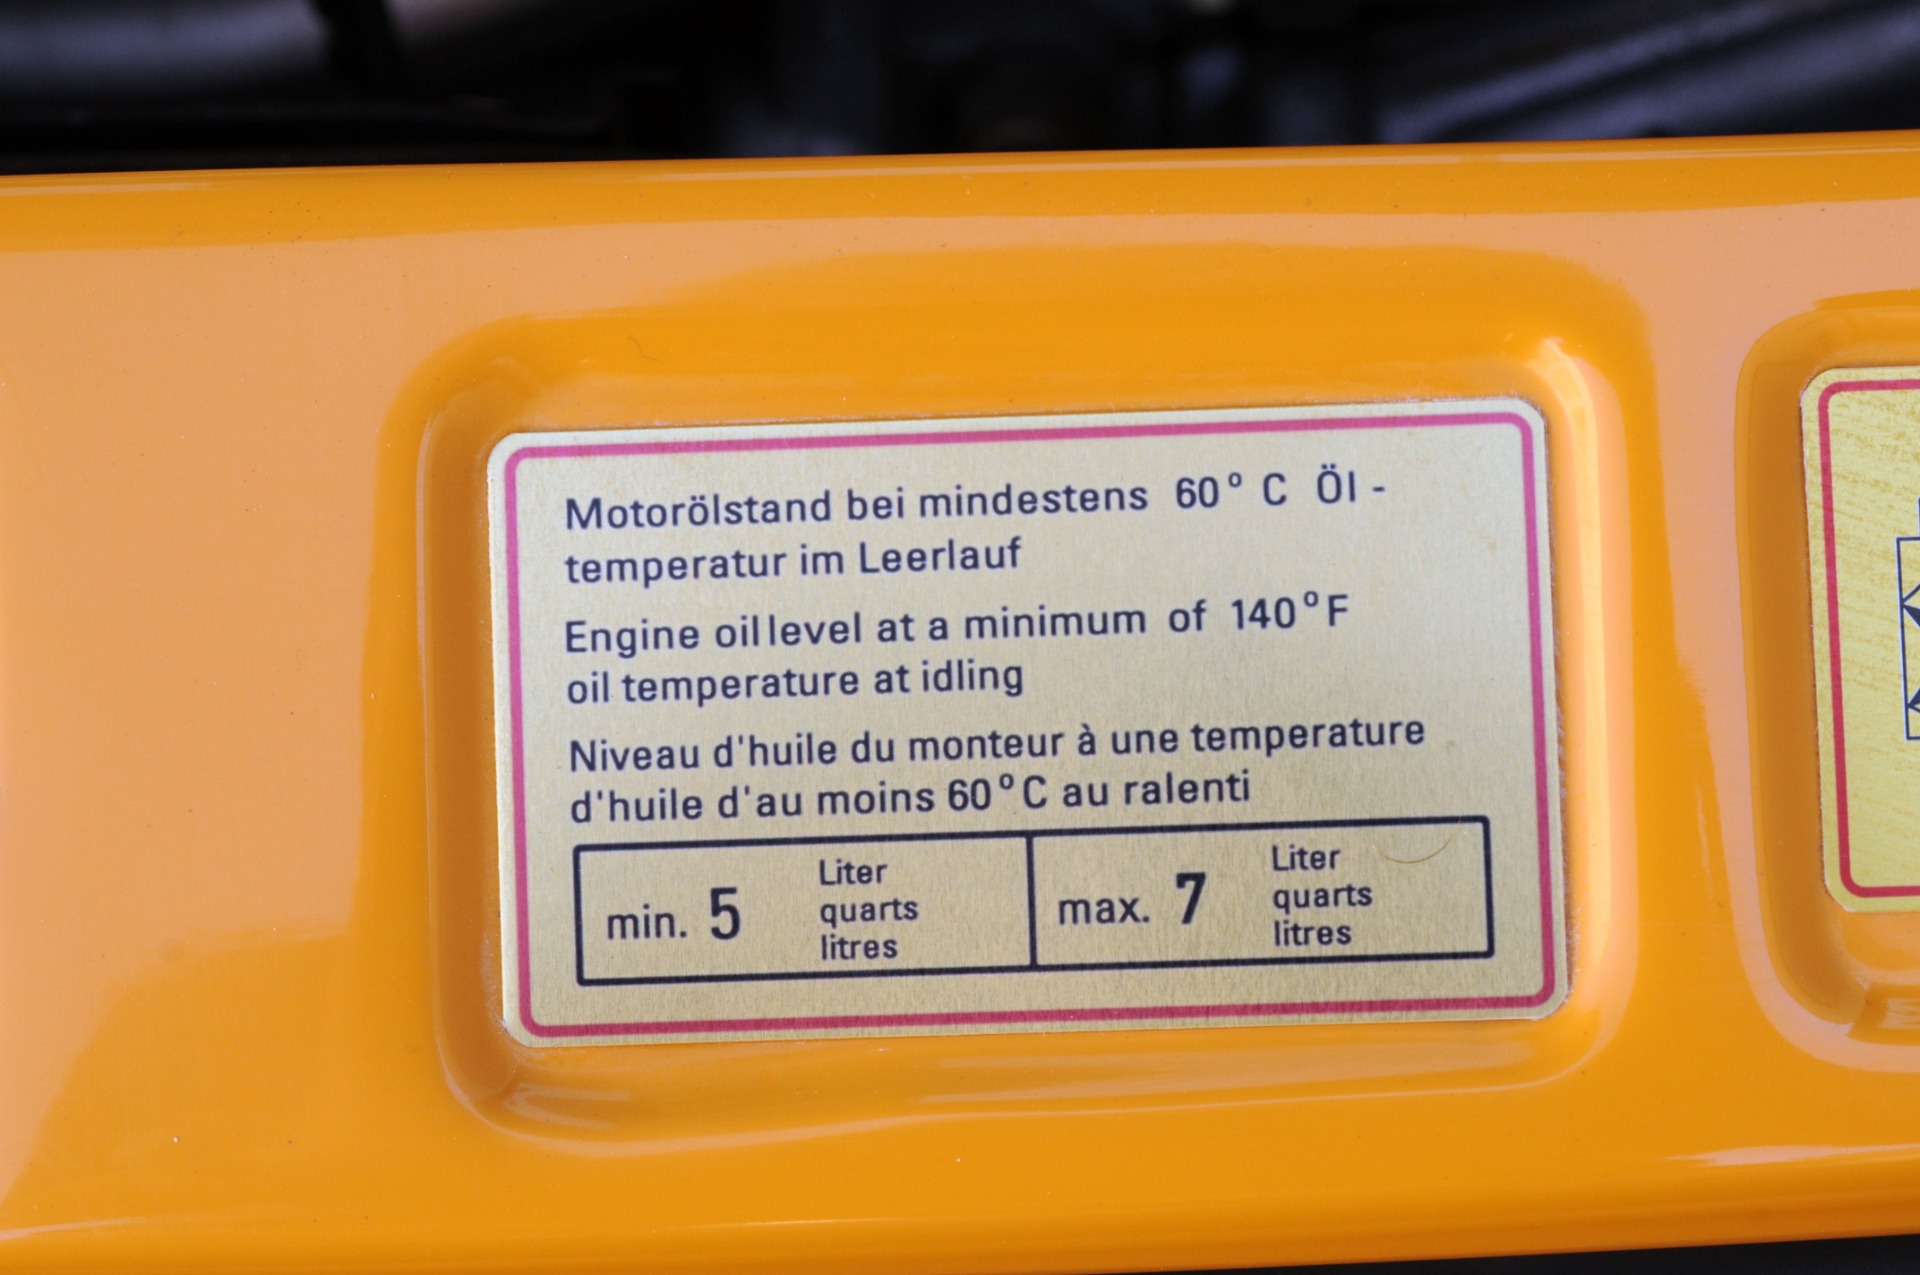 Motorölstand bei mindestens 60° C Öl -
temperatur im Leerlauf
Engine oil level at a minimum of 140°F
oil temperature at idling
Niveau d'huile du monteur à une temperature
d'huile d'au moins 60°C au ralenti
min. 5
Liter
quarts
litres
max. 7
Liter
quarts
litres